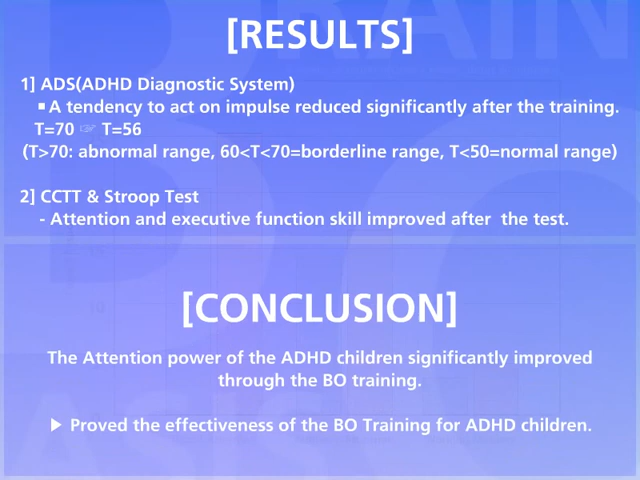 [RESULTS]
1] ADS(ADHD Diagnostic System)
▪ A tendency to act on impulse reduced significantly after the training.
T=70 ☞ T=56
(T>70: abnormal range, 60<T<70=borderline range, T<50=normal range)
2] CCTT & Stroop Test
- Attention and executive function skill improved after the test.
[CONCLUSION]
The Attention power of the ADHD children significantly improved
through the BO training.
▶ Proved the effectiveness of the BO Training for ADHD children.